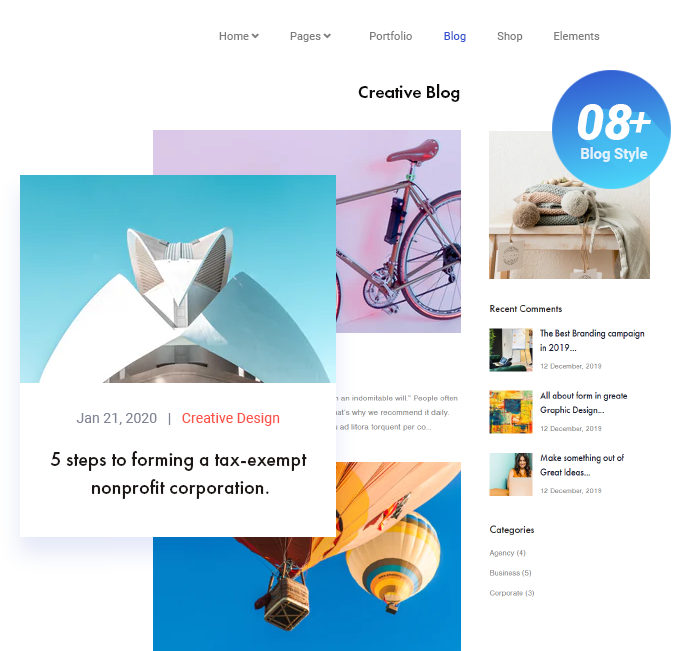 Home
Pages
Portfolio
Blog
Shop
Elements
Creative Blog
08+
Blog Style
Jan 21, 2020 | Creative Design
5 steps to forming a tax-exempt
nonprofit corporation.
an indomitable will." People often
that's why we recommend it daily.
ad litora torquent per co...
Recent Comments
The Best Branding campaign
in 2019...
12 December, 2019
All about form in greate
Graphic Design...
12 December, 2019
Make something out of
Great Ideas...
12 December, 2019
Categories
Agency (4)
Business (5)
Corporate (3)